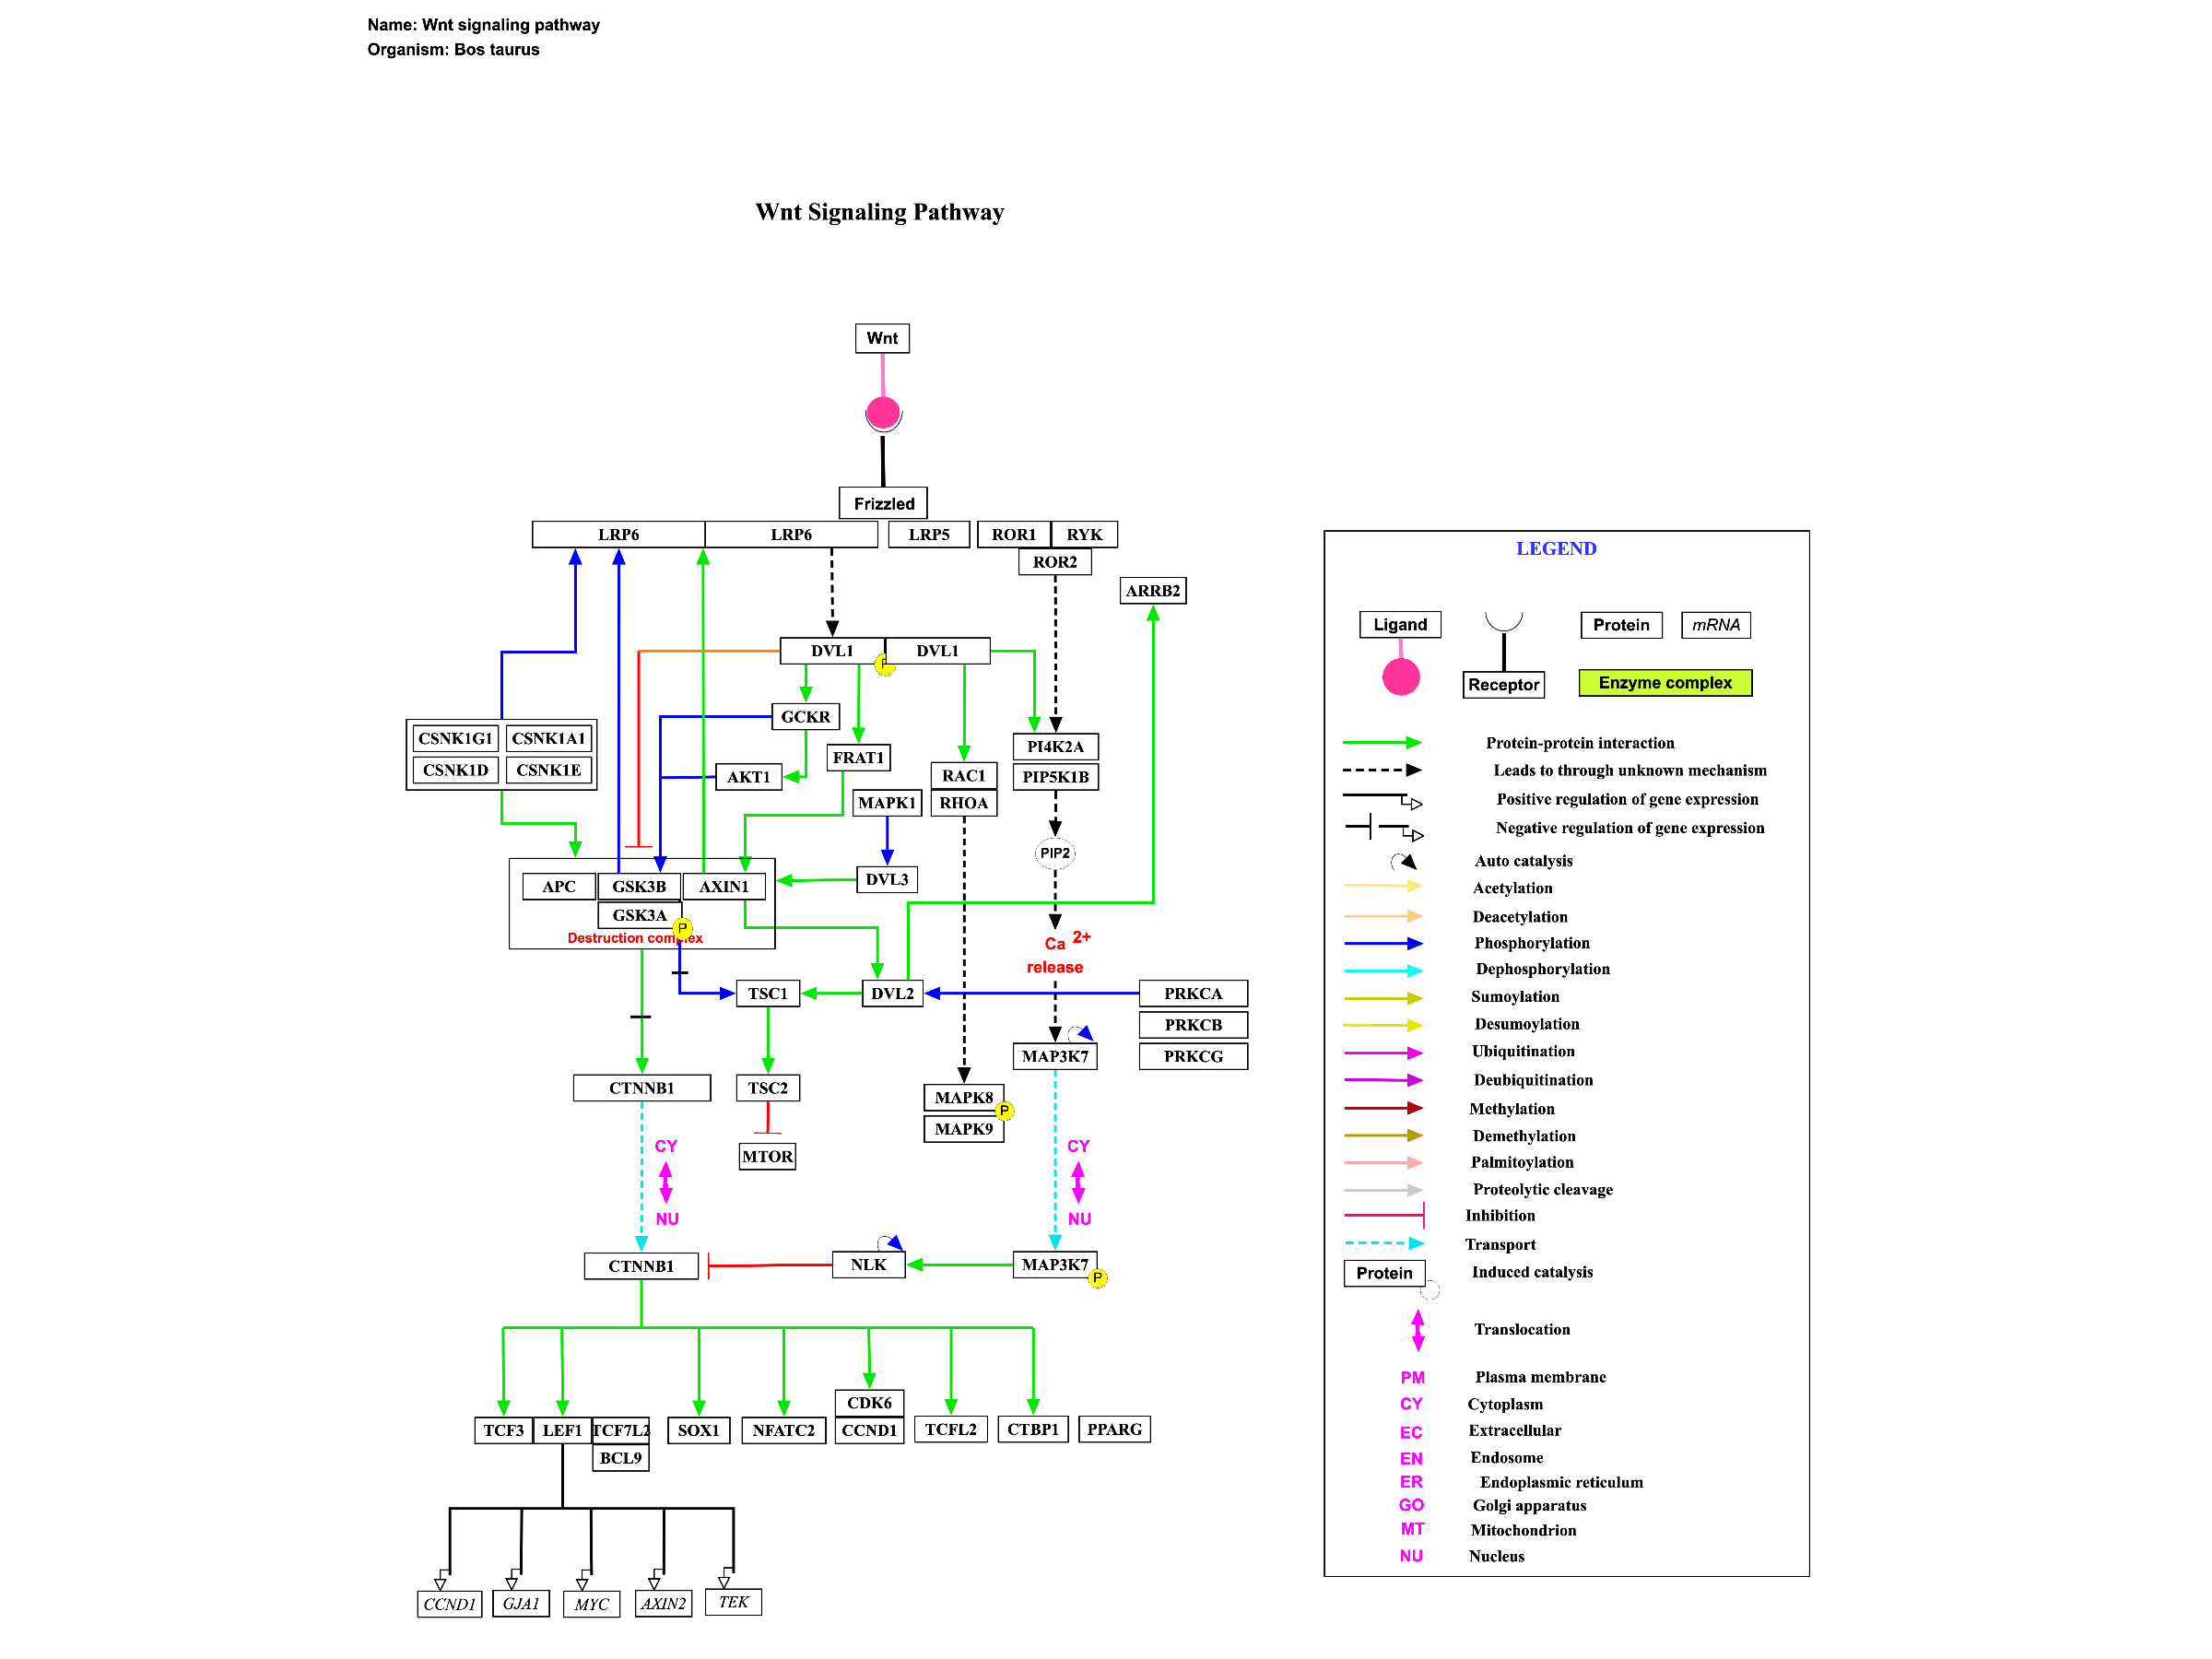 Name: Wnt signaling pathway
Organism: Bos taurus
Wnt Signaling Pathway
Wnt
Frizzled
LRP6
LRP6
LRP5
ROR1
RYK
ROR2
ARRB2
DVL1
P
DVL1
GCKR
CSNK1G1
CSNK1A1
CSNK1D
CSNK1E
FRAT1
PI4K2A
AKT1
RAC1
PIP5K1B
MAPK1
RHOA
PIP2
APC
GSK3B
AXIN1
DVL3
GSK3A
P
Destruction complex
Ca 2+
release
TSC1
DVL2
PRKCA
PRKCB
MAP3K7
PRKCG
CTNNB1
TSC2
MAPK8
P
MAPK9
CY
MTOR
CY
NU
NU
CTNNB1
NLK
MAP3K7
P
CDK6
TCF3
LEF1
TCF7L2
SOX1
NFATC2
CCND1
TCFL2
CTBP1
PPARG
BCL9
CCND1
GJA1
MYC
AXIN2
TEK
LEGEND
Ligand
Protein
mRNA
Receptor
Enzyme complex
Protein-protein interaction
Leads to through unknown mechanism
Positive regulation of gene expression
Negative regulation of gene expression
Auto catalysis
Acetylation
Deacetylation
Phosphorylation
Dephosphorylation
Sumoylation
Desumoylation
Ubiquitination
Deubiquitination
Methylation
Demethylation
Palmitoylation
Proteolytic cleavage
Inhibition
Transport
Protein
Induced catalysis
Translocation
PM Plasma membrane
CY Cytoplasm
EC Extracellular
EN Endosome
ER Endoplasmic reticulum
GO Golgi apparatus
MT Mitochondrion
NU Nucleus